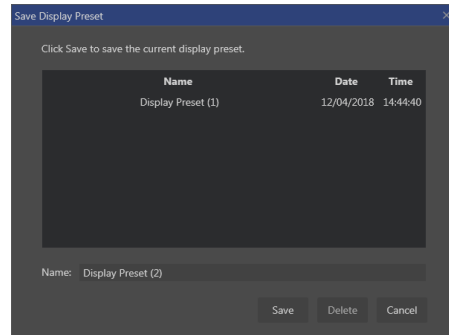 Save Display Preset
Click Save to save the current display preset.
Name Date Time
Display Preset (1) 12/04/2018 14:44:40
Name: Display Preset (2)
Save Delete Cancel